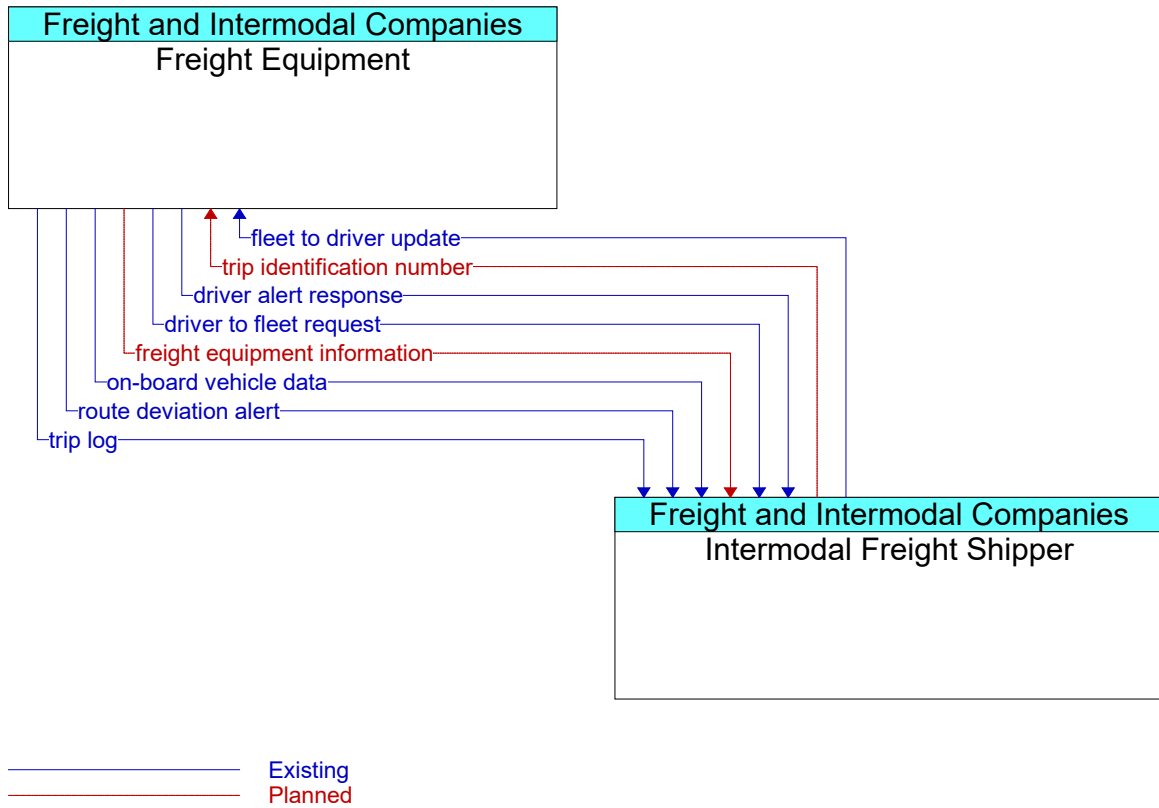 Freight and Intermodal Companies
Freight Equipment
fleet to driver update
trip identification number
driver alert response
driver to fleet request
freight equipment information
on-board vehicle data
route deviation alert
trip log
Freight and Intermodal Companies
Intermodal Freight Shipper
Existing
Planned